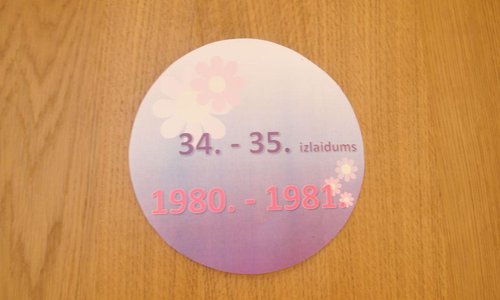 34. - 35. izlaidums
1980. - 1981.